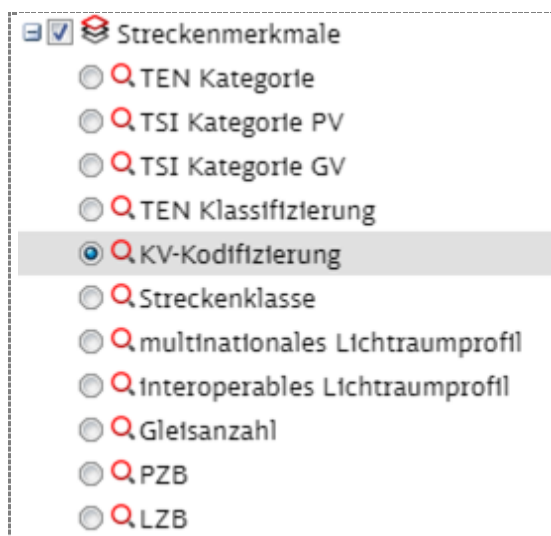 Streckenmerkmale
TEN Kategorie
TSI Kategorie PV
TSI Kategorie GV
TEN Klassifizierung
KV-Kodifizierung
Streckenklasse
multinationales Lichtraumprofil
interoperables Lichtraumprofil
Gleisanzahl
PZB
LZB